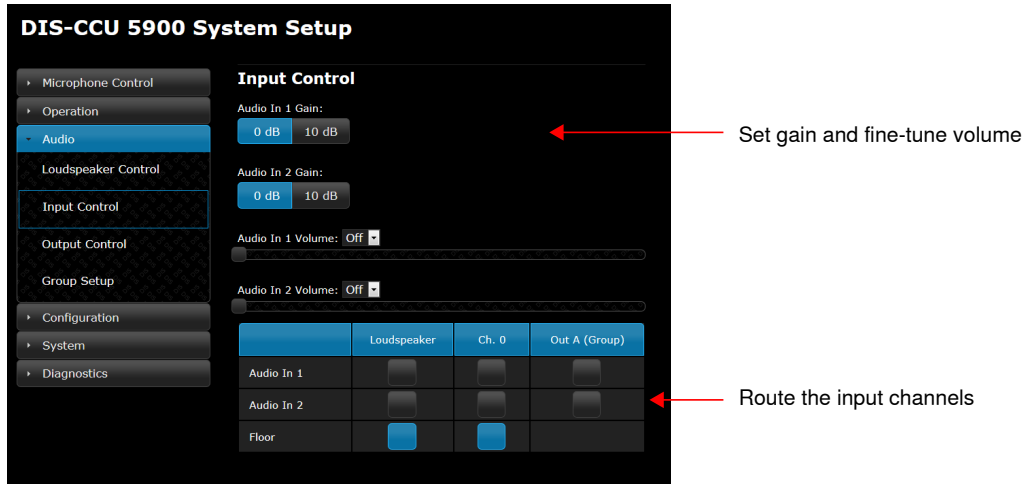 DIS-CCU 5900 System Setup
Microphone Control
Operation
Audio
Loudspeaker Control
Input Control
Output Control
Group Setup
Configuration
System
Diagnostics
Input Control
Audio In 1 Gain:
0 dB 10 dB
Audio In 2 Gain:
0 dB 10 dB
Audio In 1 Volume: Off
Audio In 2 Volume: Off
Loudspeaker Ch. 0 Out A (Group)
Audio In 1
Audio In 2
Floor
Set gain and fine-tune volume
Route the input channels